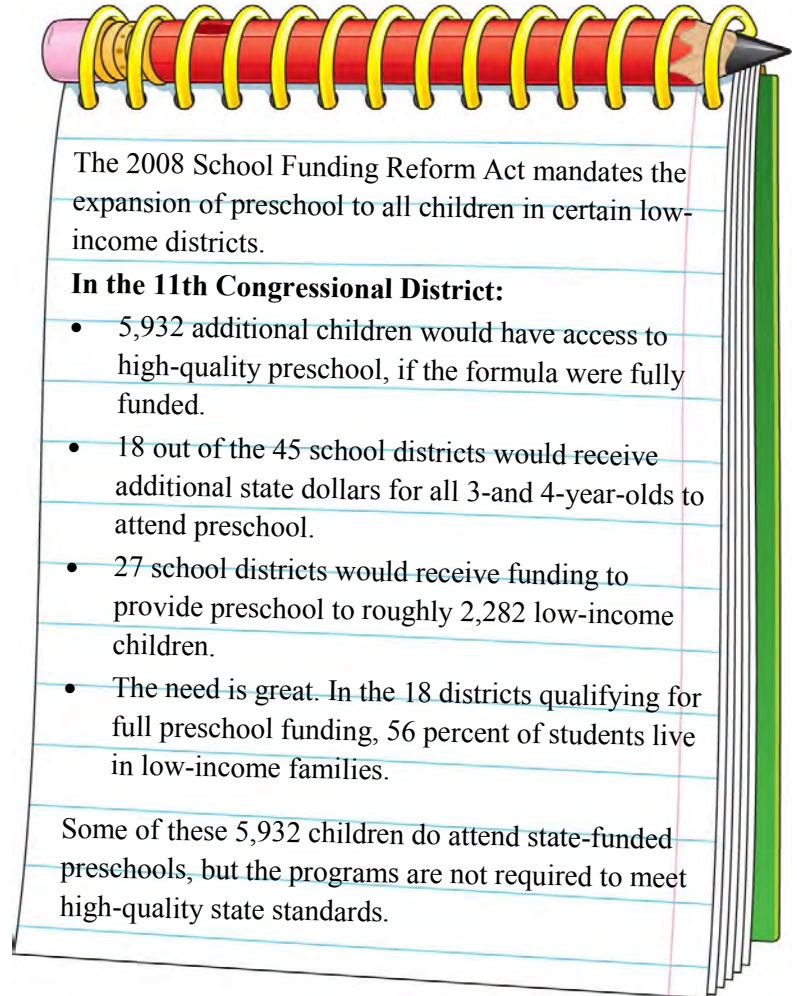 The 2008 School Funding Reform Act mandates the
expansion of preschool to all children in certain low-
income districts.
In the 11th Congressional District:
• 5,932 additional children would have access to
high-quality preschool, if the formula were fully
funded.
• 18 out of the 45 school districts would receive
additional state dollars for all 3-and 4-year-olds to
attend preschool.
• 27 school districts would receive funding to
provide preschool to roughly 2,282 low-income
children.
• The need is great. In the 18 districts qualifying for
full preschool funding, 56 percent of students live
in low-income families.
Some of these 5,932 children do attend state-funded
preschools, but the programs are not required to meet
high-quality state standards.